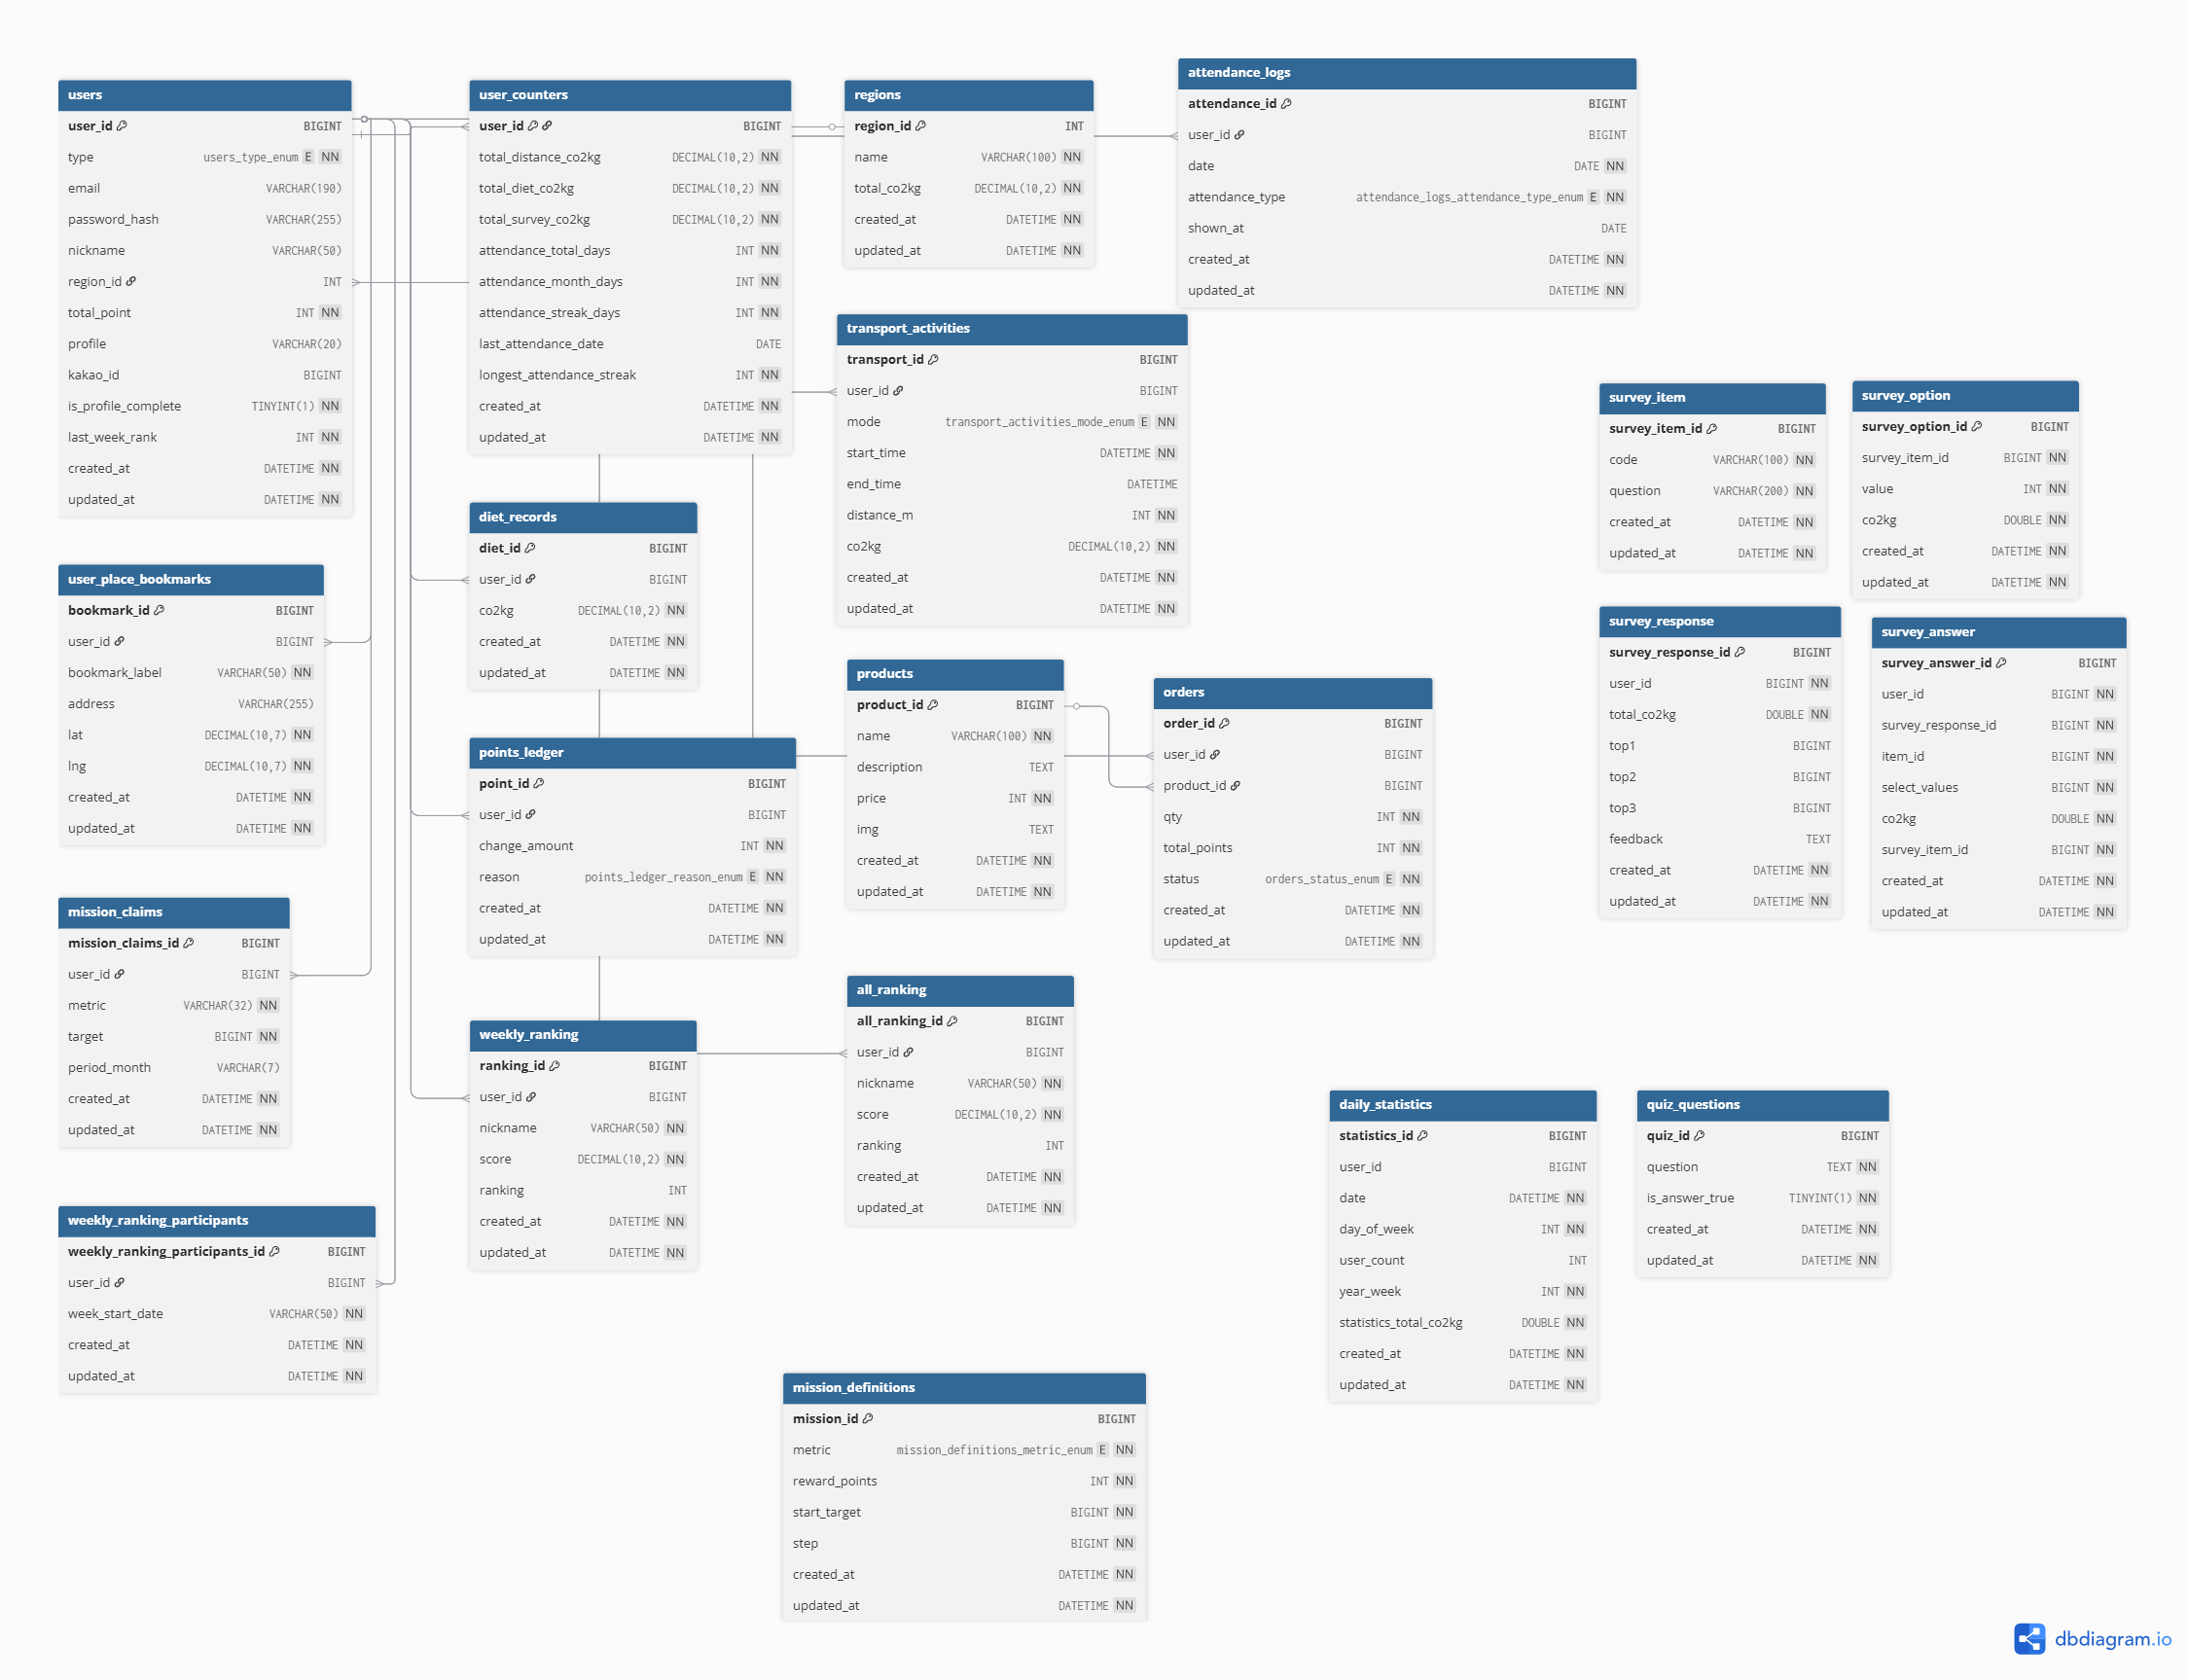 users
user_id BIGINT
type users_type_enum E NN
email VARCHAR(190)
password_hash VARCHAR(255)
nickname VARCHAR(50)
region_id INT
total_point INT NN
profile VARCHAR(20)
kakao_id BIGINT
is_profile_complete TINYINT(1) NN
last_week_rank INT NN
created_at DATETIME NN
updated_at DATETIME NN
user_counters
user_id BIGINT
total_distance_co2kg DECIMAL(10,2) NN
total_diet_co2kg DECIMAL(10,2) NN
total_survey_co2kg DECIMAL(10,2) NN
attendance_total_days INT NN
attendance_month_days INT NN
attendance_streak_days INT NN
last_attendance_date DATE
longest_attendance_streak INT NN
created_at DATETIME NN
updated_at DATETIME NN
regions
region_id INT
name VARCHAR(100) NN
total_co2kg DECIMAL(10,2) NN
created_at DATETIME NN
updated_at DATETIME NN
attendance_logs
attendance_id BIGINT
user_id BIGINT
date DATE NN
attendance_type attendance_logs_attendance_type_enum E NN
shown_at DATE
created_at DATETIME NN
updated_at DATETIME NN
transport_activities
transport_id BIGINT
user_id BIGINT
mode transport_activities_mode_enum E NN
start_time DATETIME NN
end_time DATETIME
distance_m INT NN
co2kg DECIMAL(10,2) NN
created_at DATETIME NN
updated_at DATETIME NN
survey_item
survey_item_id BIGINT
code VARCHAR(100) NN
question VARCHAR(200) NN
created_at DATETIME NN
updated_at DATETIME NN
survey_option
survey_option_id BIGINT
survey_item_id BIGINT NN
value INT NN
co2kg DOUBLE NN
created_at DATETIME NN
updated_at DATETIME NN
diet_records
diet_id BIGINT
user_id BIGINT
co2kg DECIMAL(10,2) NN
created_at DATETIME NN
updated_at DATETIME NN
user_place_bookmarks
bookmark_id BIGINT
user_id BIGINT
bookmark_label VARCHAR(50) NN
address VARCHAR(255)
lat DECIMAL(10,7) NN
lng DECIMAL(10,7) NN
created_at DATETIME NN
updated_at DATETIME NN
survey_response
survey_response_id BIGINT
user_id BIGINT NN
total_co2kg DOUBLE NN
top1 BIGINT
top2 BIGINT
top3 BIGINT
feedback TEXT
created_at DATETIME NN
updated_at DATETIME NN
survey_answer
survey_answer_id BIGINT
user_id BIGINT NN
survey_response_id BIGINT NN
item_id BIGINT NN
select_values BIGINT NN
co2kg DOUBLE NN
survey_item_id BIGINT NN
created_at DATETIME NN
updated_at DATETIME NN
points_ledger
point_id BIGINT
user_id BIGINT
change_amount INT NN
reason points_ledger_reason_enum E NN
created_at DATETIME NN
updated_at DATETIME NN
products
product_id BIGINT
name VARCHAR(100) NN
description TEXT
price INT NN
img TEXT
created_at DATETIME NN
updated_at DATETIME NN
orders
order_id BIGINT
user_id BIGINT
product_id BIGINT
qty INT NN
total_points INT NN
status orders_status_enum E NN
created_at DATETIME NN
updated_at DATETIME NN
mission_claims
mission_claims_id BIGINT
user_id BIGINT
metric VARCHAR(32) NN
target BIGINT NN
period_month VARCHAR(7)
created_at DATETIME NN
updated_at DATETIME NN
weekly_ranking
ranking_id BIGINT
user_id BIGINT
nickname VARCHAR(50) NN
score DECIMAL(10,2) NN
ranking INT
created_at DATETIME NN
updated_at DATETIME NN
all_ranking
all_ranking_id BIGINT
user_id BIGINT
nickname VARCHAR(50) NN
score DECIMAL(10,2) NN
ranking INT
created_at DATETIME NN
updated_at DATETIME NN
daily_statistics
statistics_id BIGINT
user_id BIGINT
date DATETIME NN
day_of_week INT NN
user_count INT
year_week INT NN
statistics_total_co2kg DOUBLE NN
created_at DATETIME NN
updated_at DATETIME NN
quiz_questions
quiz_id BIGINT
question TEXT NN
is_answer_true TINYINT(1) NN
created_at DATETIME NN
updated_at DATETIME NN
weekly_ranking_participants
weekly_ranking_participants_id BIGINT
user_id BIGINT
week_start_date VARCHAR(50) NN
created_at DATETIME NN
updated_at DATETIME NN
mission_definitions
mission_id BIGINT
metric mission_definitions_metric_enum E NN
reward_points INT NN
start_target BIGINT NN
step BIGINT NN
created_at DATETIME NN
updated_at DATETIME NN
dbdiagram.io